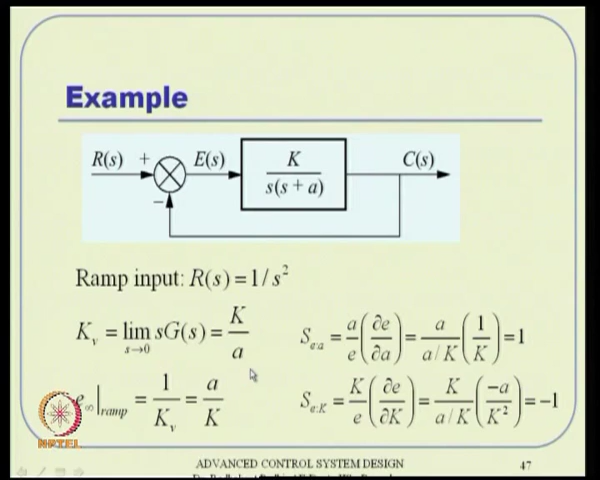 Example
R(s) + E(s) K / s(s + a) C(s)
−
Ramp input: R(s) = 1/s²
K_v = lim_{s→0} sG(s) = K/a
e_∞|_ramp = 1/K_v = a/K
S_{e:a} = a/e (∂e/∂a) = a/(a/K) (1/K) = 1
S_{e:K} = K/e (∂e/∂K) = K/(a/K) (−a/K²) = −1
NPTEL
ADVANCED CONTROL SYSTEM DESIGN
47